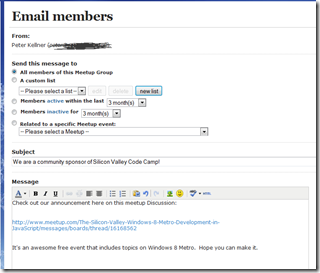 Email members
From:
Peter Kellner
Send this message to
All members of this Meetup Group
A custom list
-- Please select a list -- edit delete new list
Members active within the last 3 month(s)
Members inactive for 3 month(s)
Related to a specific Meetup event:
-- Please select a Meetup --
Subject
We are a community sponsor of Silicon Valley Code Camp!
Message
A B I U ABC HTML
Check out our announcement here on this meetup Discussion:
http://www.meetup.com/The-Silicon-Valley-Windows-8-Metro-Development-in-
JavaScript/messages/boards/thread/16168362
It's an awesome free event that includes topics on Windows 8 Metro. Hope you can make it.